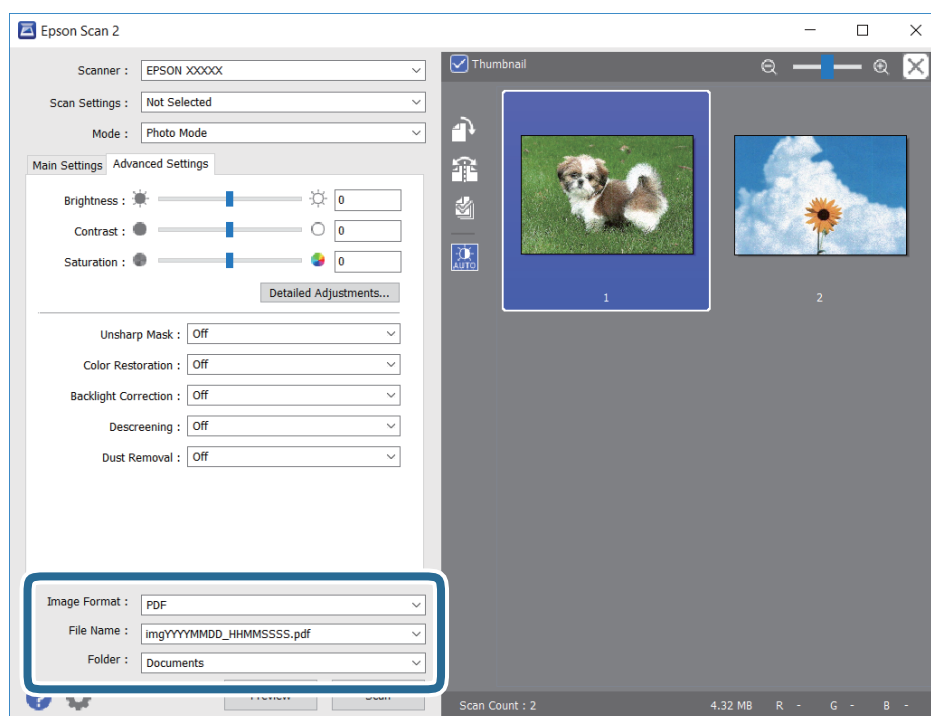 Epson Scan 2
Scanner : EPSON XXXXX
Scan Settings : Not Selected
Mode : Photo Mode
Main Settings Advanced Settings
Brightness : 0
Contrast : 0
Saturation : 0
Detailed Adjustments...
Unsharp Mask : Off
Color Restoration : Off
Backlight Correction : Off
Descreening : Off
Dust Removal : Off
Image Format : PDF
File Name : imgYYYYMMDD_HHMMSSSS.pdf
Folder : Documents
Preview Scan
Thumbnail
AUTO
1 2
Scan Count : 2 4.32 MB R - G - B -